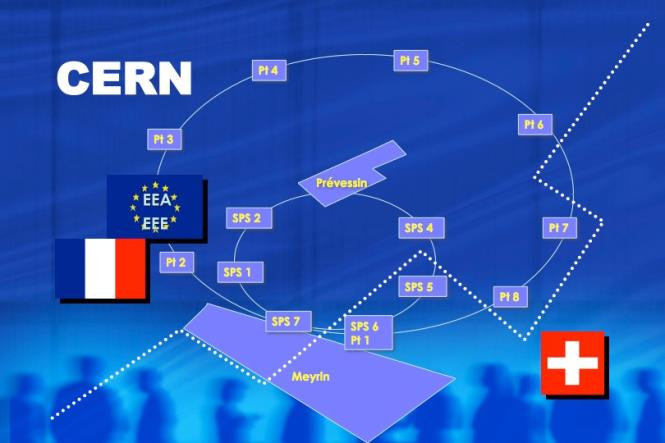 CERN
Pt 4
Pt 5
Pt 3
Pt 6
Prévessin
EEA
EEE
SPS 2
SPS 4
Pt 7
Pt 2
SPS 1
SPS 5
Pt 8
SPS 7
SPS 6
Pt 1
Meyrin